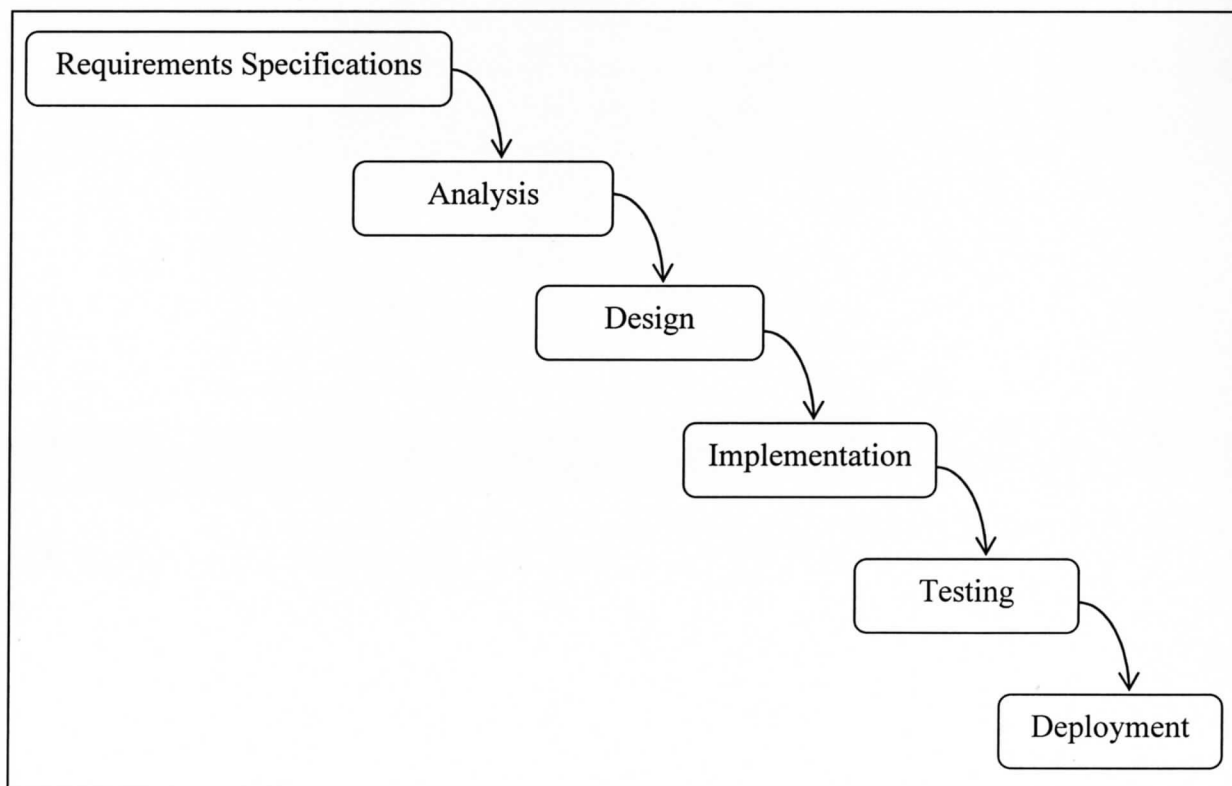 Requirements Specifications
Analysis
Design
Implementation
Testing
Deployment